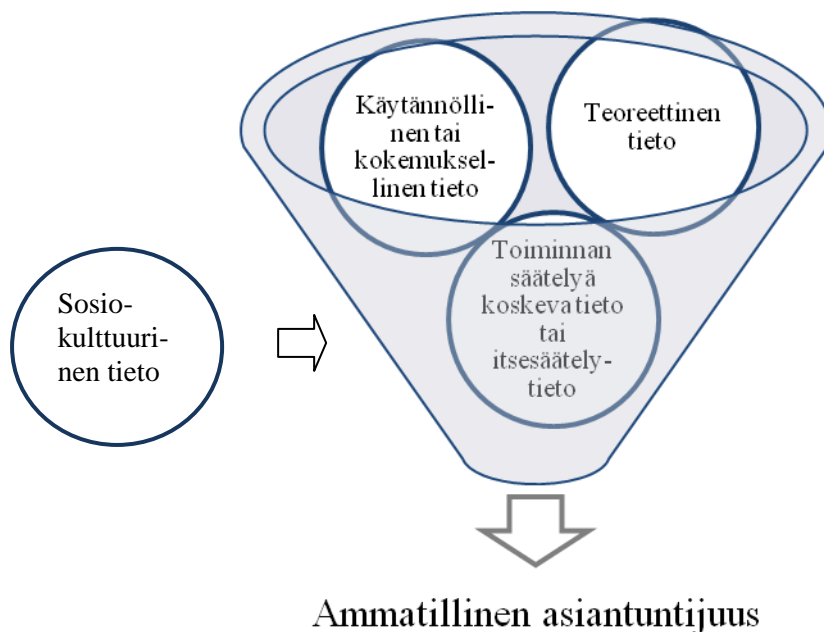 Käytännölli-
nen tai
kokemuksel-
linen tieto
Teoreettinen
tieto
Toiminnan
säätelyä
koskeva tieto
tai
itsesäätely-
tieto
Sosio-
kulttuuri-
nen tieto
Ammatillinen asiantuntijuus